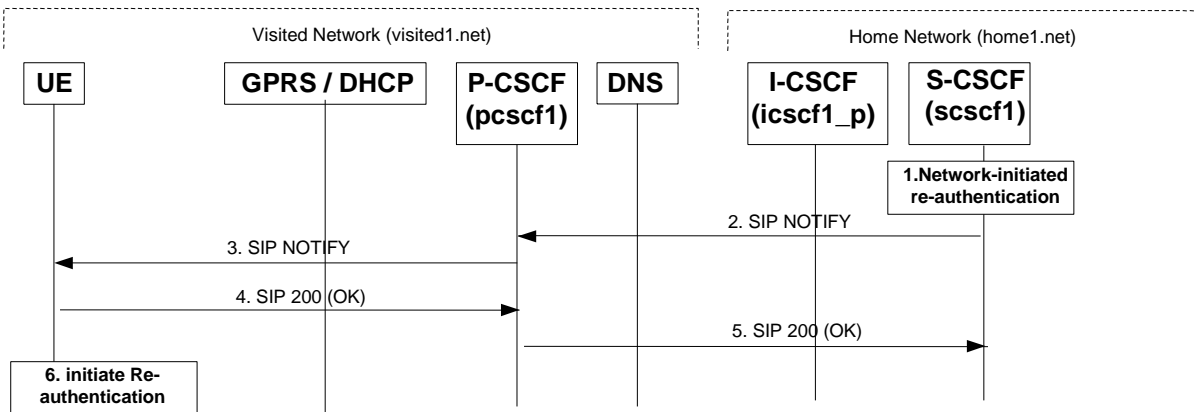 Visited Network (visited1.net)
Home Network (home1.net)
UE
GPRS / DHCP
P-CSCF
(pcscf1)
DNS
I-CSCF
(icscf1_p)
S-CSCF
(scscf1)
1.Network-initiated
re-authentication
2. SIP NOTIFY
3. SIP NOTIFY
4. SIP 200 (OK)
5. SIP 200 (OK)
6. initiate Re-
authentication